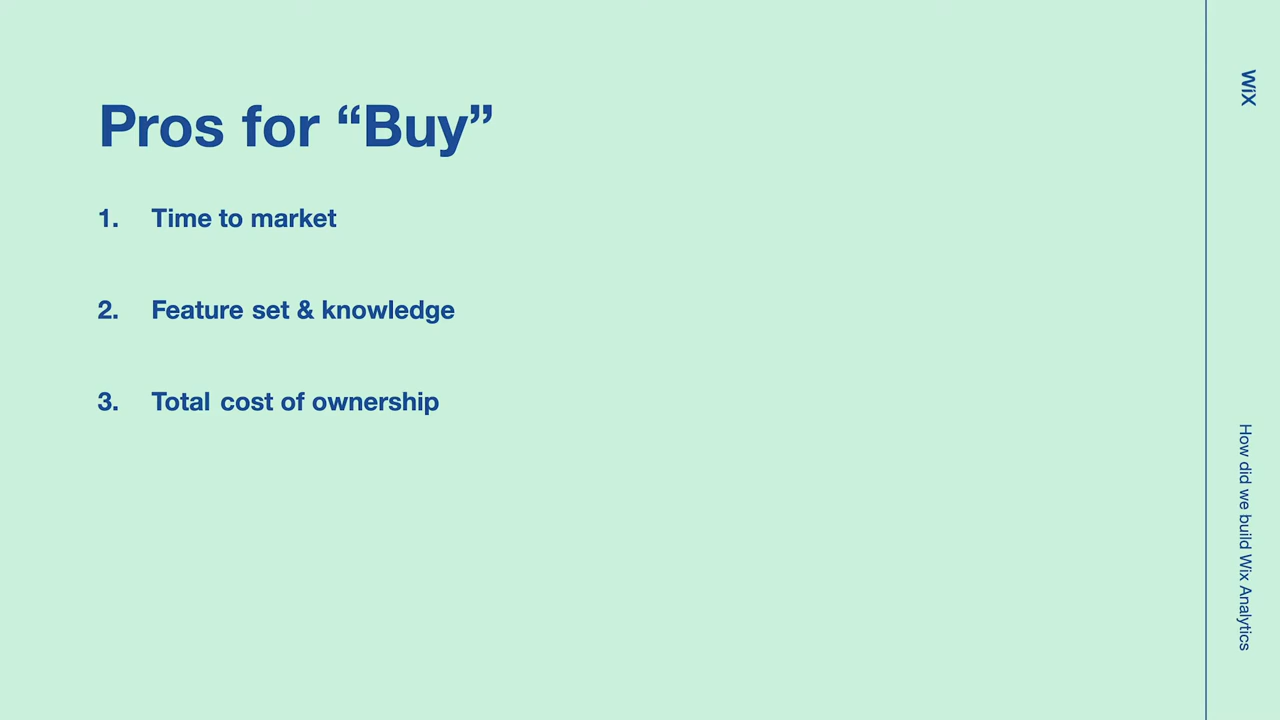 Pros for “Buy”
1. Time to market
2. Feature set & knowledge
3. Total cost of ownership
WiX
How did we build Wix Analytics